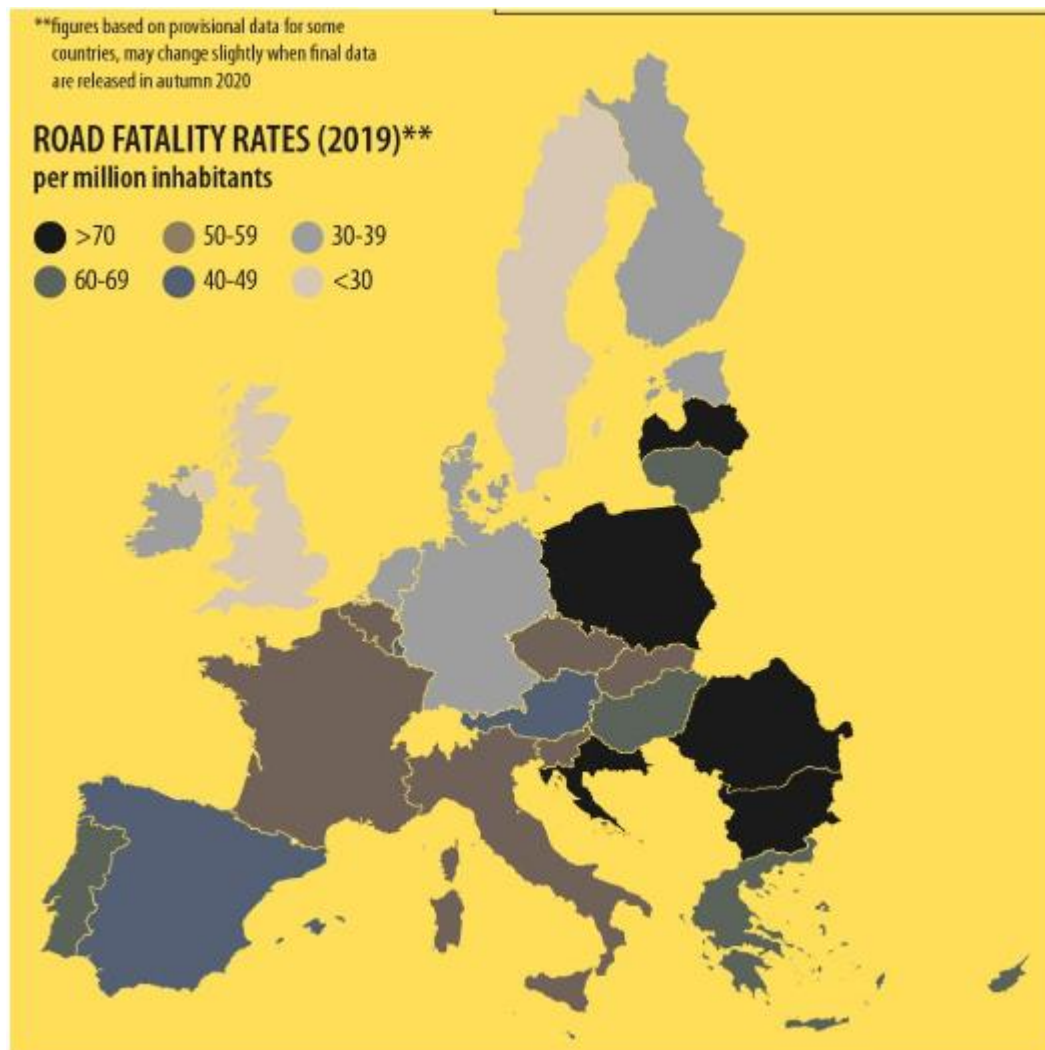 **figures based on provisional data for some
countries, may change slightly when final data
are released in autumn 2020
ROAD FATALITY RATES (2019)**
per million inhabitants
>70 50-59 30-39
60-69 40-49 <30